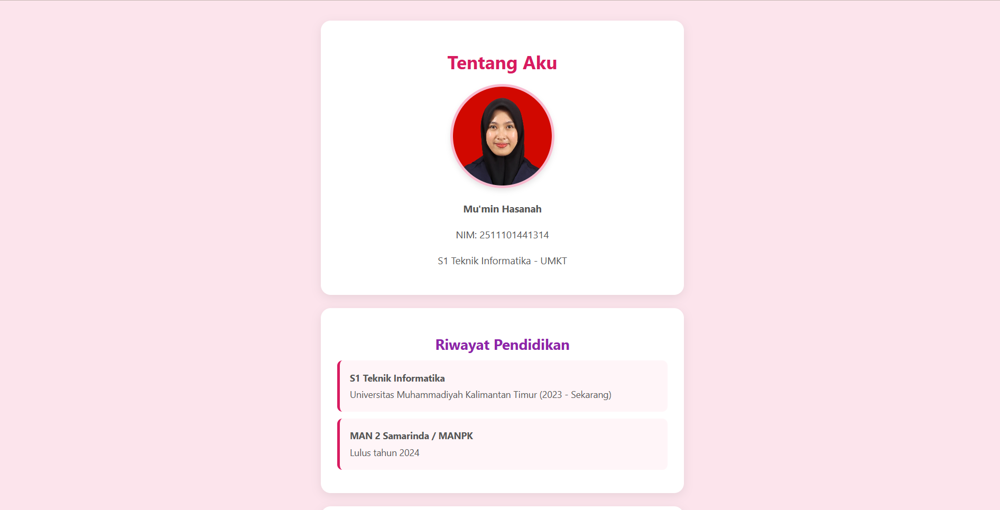 Tentang Aku
Mu'min Hasanah
NIM: 2511101441314
S1 Teknik Informatika - UMKT
Riwayat Pendidikan
S1 Teknik Informatika
Universitas Muhammadiyah Kalimantan Timur (2023 - Sekarang)
MAN 2 Samarinda / MANPK
Lulus tahun 2024